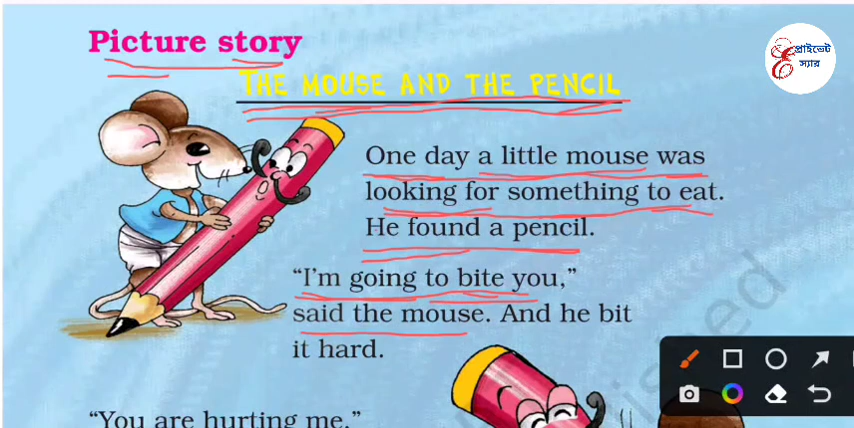 Picture story
THE MOUSE AND THE PENCIL
প্রাইভেট
স্যার
One day a little mouse was
looking for something to eat.
He found a pencil.
“I’m going to bite you,”
said the mouse. And he bit
it hard.
“You are hurting me,”